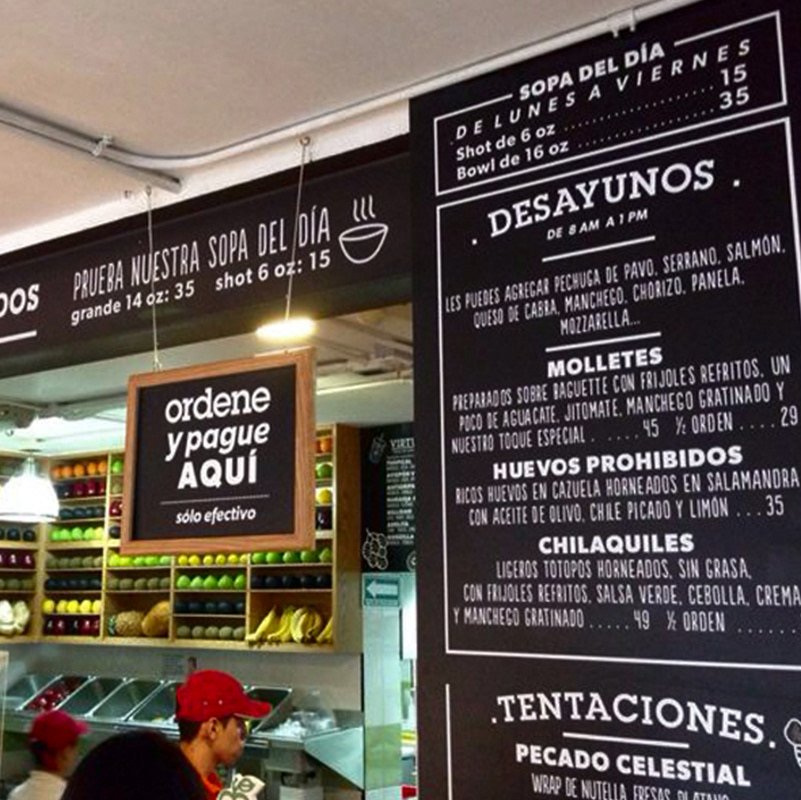 SOPA DEL DÍA
DE LUNES A VIERNES
Shot de 6 oz ........................ 15
Bowl de 16 oz ...................... 35
. DESAYUNOS .
DE 8 AM A 1 PM
LES PUEDES AGREGAR PECHUGA DE PAVO, SERRANO, SALMÓN,
QUESO DE CABRA, MANCHEGO, CHORIZO, PANELA,
MOZZARELLA...
MOLLETES
PREPARADOS SOBRE BAGUETTE CON FRIJOLES REFRITOS, UN
POCO DE AGUACATE, JITOMATE, MANCHEGO GRATINADO Y
NUESTRO TOQUE ESPECIAL . ..... 45 ½ ORDEN .... 29
HUEVOS PROHIBIDOS
RICOS HUEVOS EN CAZUELA HORNEADOS EN SALAMANDRA
CON ACEITE DE OLIVO, CHILE PICADO Y LIMÓN ... 35
CHILAQUILES
LIGEROS TOTOPOS HORNEADOS, SIN GRASA,
CON FRIJOLES REFRITOS, SALSA VERDE, CEBOLLA, CREMA
Y MANCHEGO GRATINADO ..... 49 ½ ORDEN .......
.TENTACIONES.
PECADO CELESTIAL
WRAP DE NUTELLA, FRESAS, PLATANO
DOS
PRUEBA NUESTRA SOPA DEL DÍA
grande 14 oz: 35 shot 6 oz: 15
ordene
y pague
AQUÍ
sólo efectivo